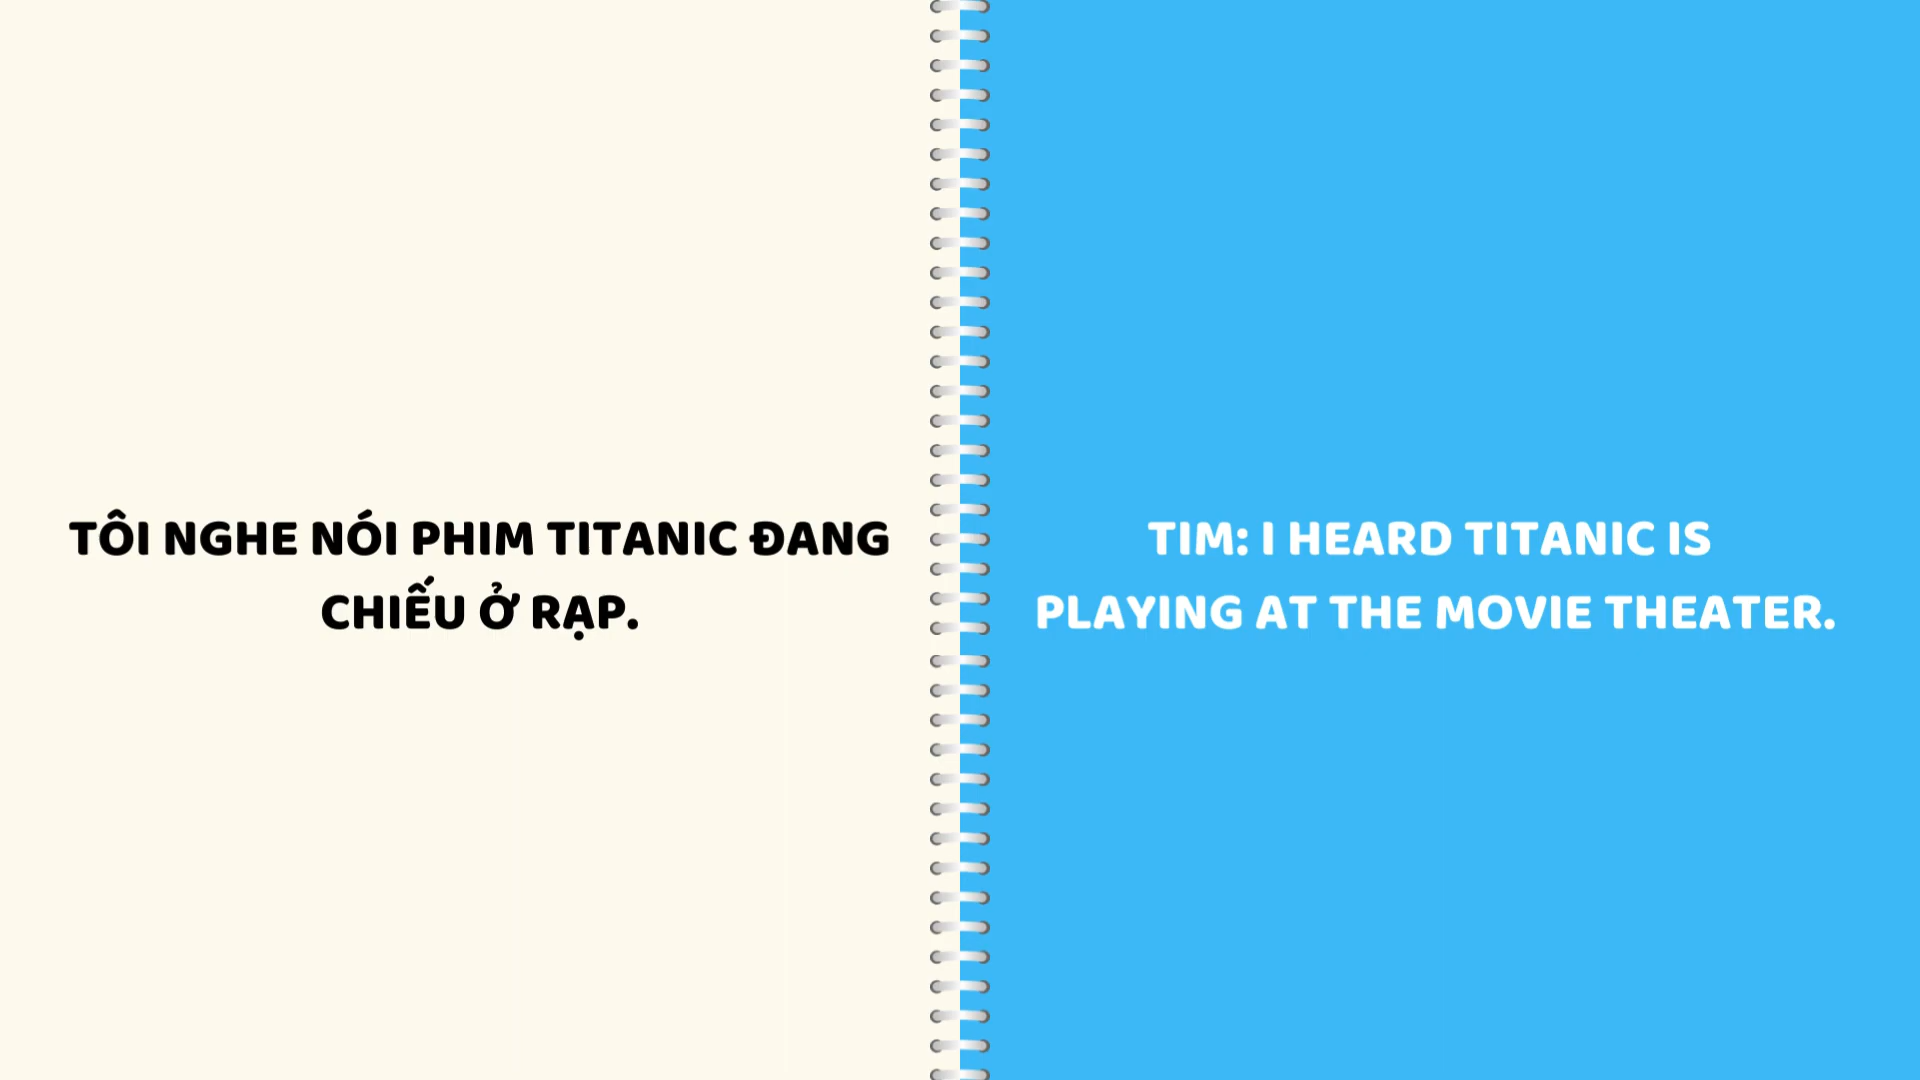 TÔI NGHE NÓI PHIM TITANIC ĐANG
CHIẾU Ở RẠP.
TIM: I HEARD TITANIC IS
PLAYING AT THE MOVIE THEATER.